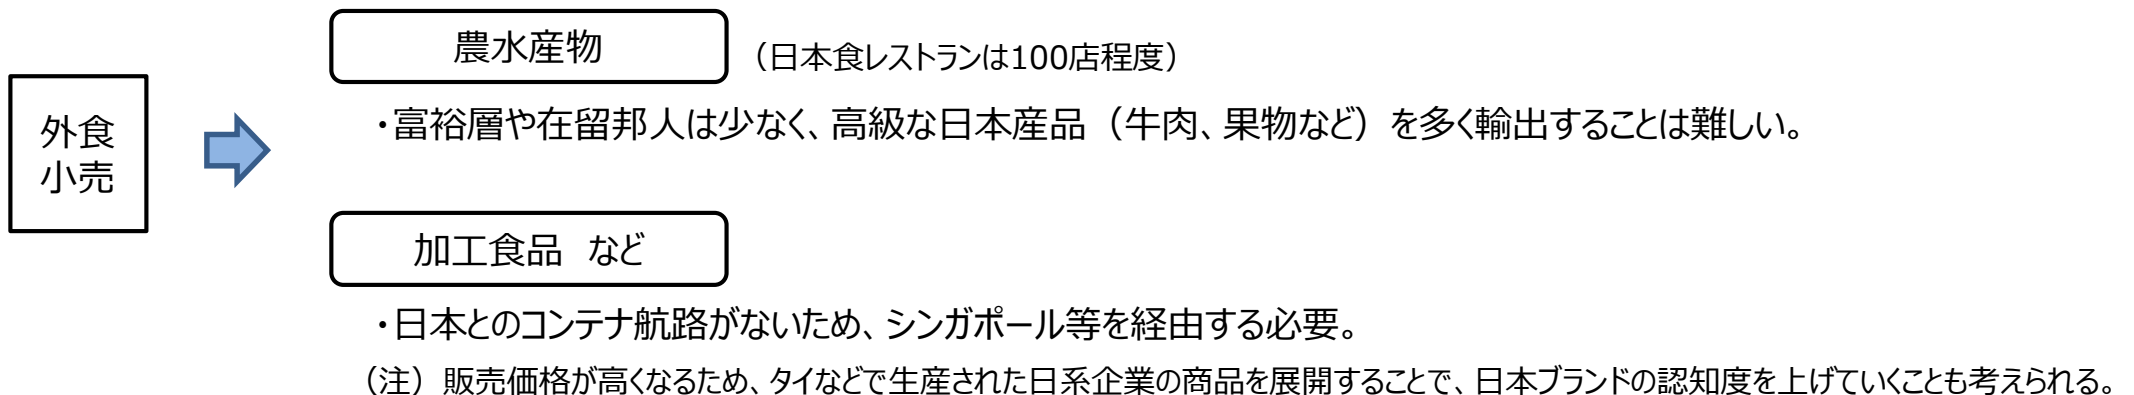 外食
小売
農水産物
（日本食レストランは100店程度）
・富裕層や在留邦人は少なく、高級な日本産品（牛肉、果物など）を多く輸出することは難しい。
加工食品　など
・日本とのコンテナ航路がないため、シンガポール等を経由する必要。
（注）販売価格が高くなるため、タイなどで生産された日系企業の商品を展開することで、日本ブランドの認知度を上げていくことも考えられる。